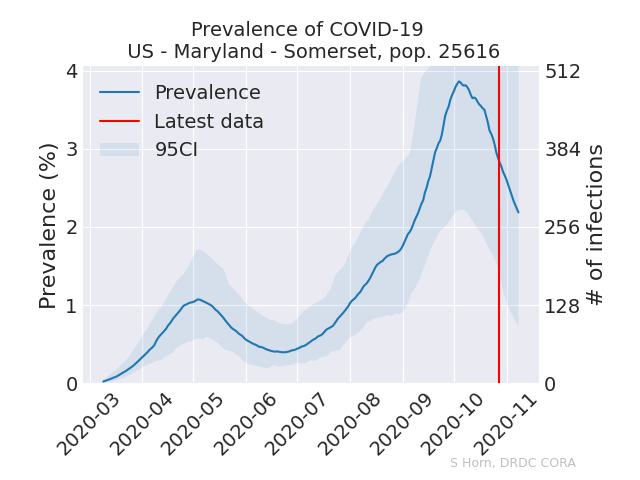 Prevalence of COVID-19
US - Maryland - Somerset, pop. 25616
Prevalence
Latest data
95CI
Prevalence (%)
4
3
2
1
0
512
384
256
128
0
# of infections
2020-03
2020-04
2020-05
2020-06
2020-07
2020-08
2020-09
2020-10
2020-11
S Horn, DRDC CORA